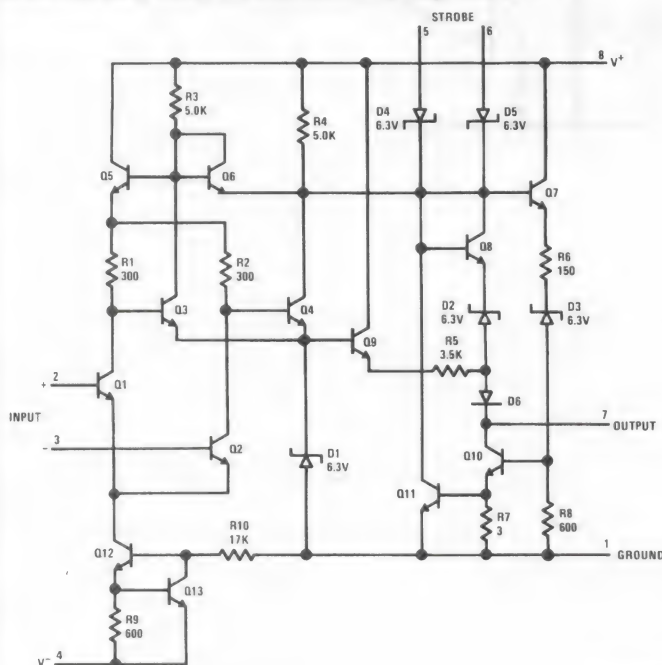 STROBE
5 6
8 V+
R3
5.0K
R4
5.0K
D4
6.3V
D5
6.3V
Q5
Q6
Q7
Q8
R1
300
R2
300
R6
150
Q3
Q4
D2
6.3V
D3
6.3V
Q9
R5
3.5K
+ 2
Q1
D6
INPUT
7
OUTPUT
− 3
Q2
D1
6.3V
Q10
Q11
R10
17K
R7
3
R8
600
1
GROUND
Q12
Q13
R9
600
V− 4